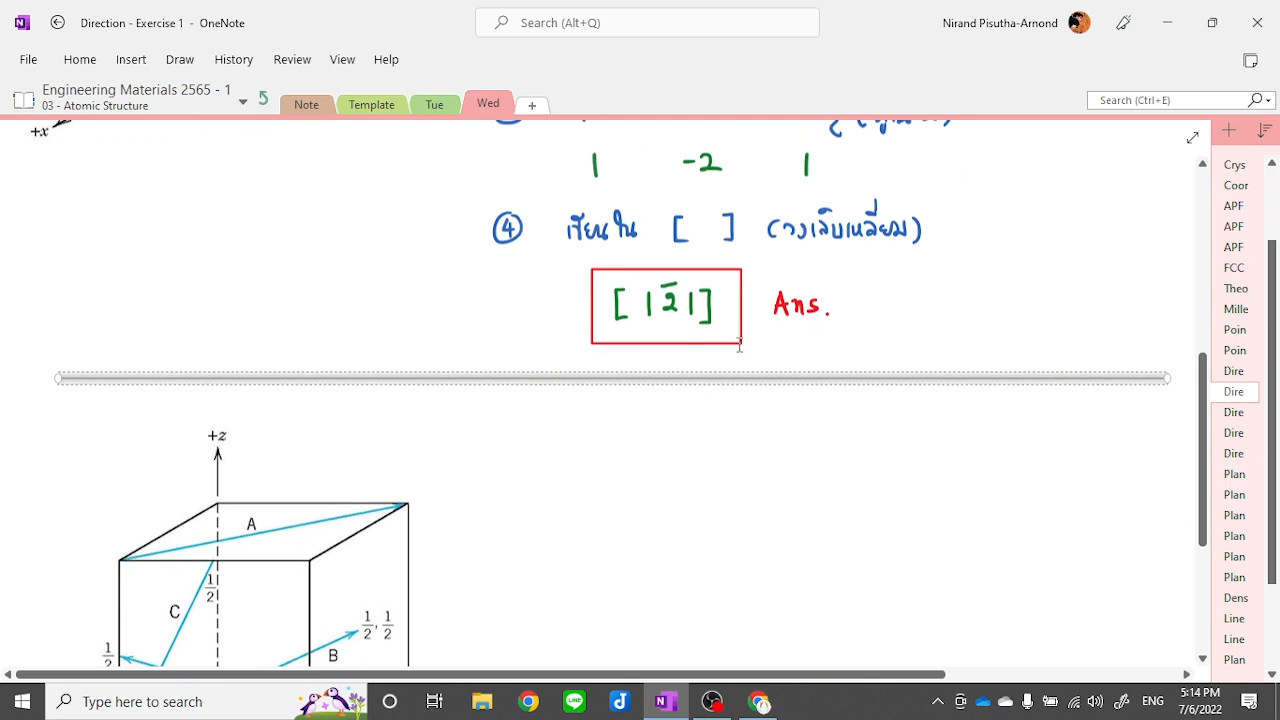 Direction - Exercise 1 - OneNote
Search (Alt+Q)
Nirand Pisutha-Arnond
File Home Insert Draw History Review View Help
Engineering Materials 2565 - 1
03 - Atomic Structure
Note Template Tue Wed +
Search (Ctrl+E)
+x
1 -2 1
④ เขียนใน [ ] (วงเล็บเหลี่ยม)
[ 1 2̄ 1 ] Ans.
+z
A
1/2
C
1/2, 1/2
1/2
B
Crys
Coor
APF
APF
APF
FCC
Theo
Mille
Poin
Poin
Dire
Dire
Dire
Dire
Dire
Plan
Plan
Plan
Plan
Plan
Plan
Dens
Line
Line
Plan
Type here to search
5:14 PM
7/6/2022